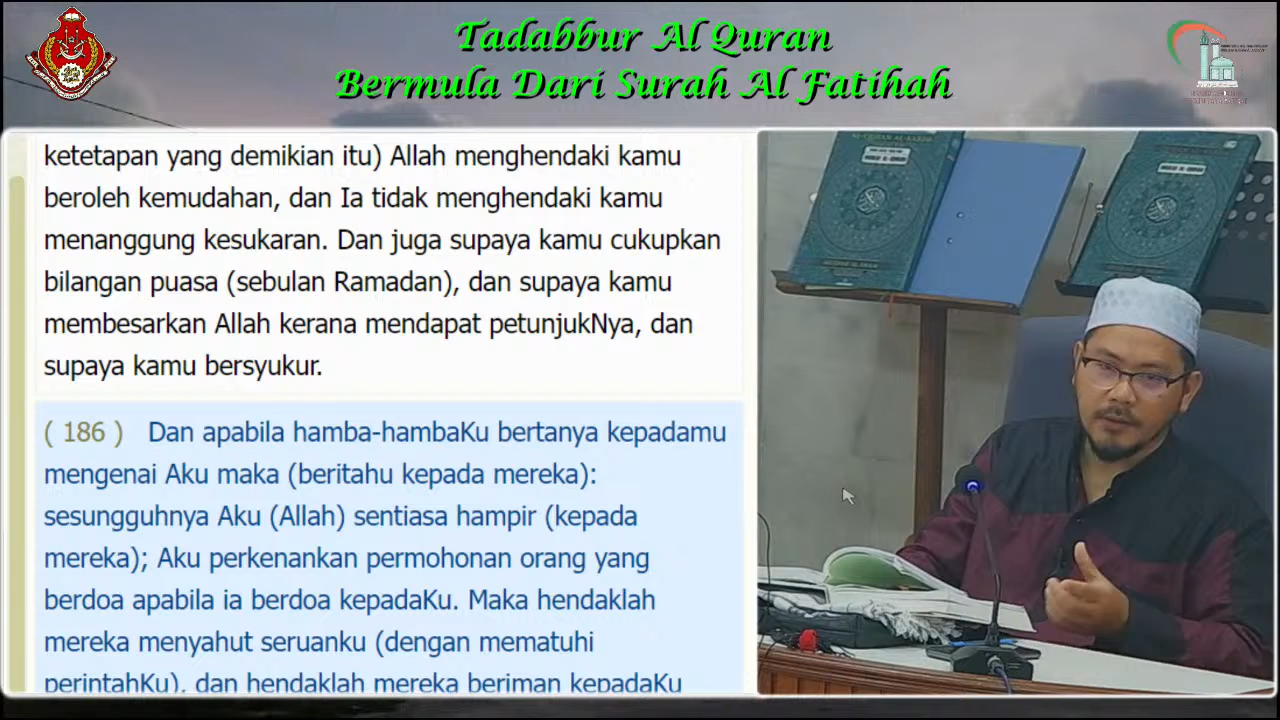 Tadabbur Al Quran
Bermula Dari Surah Al Fatihah
ketetapan yang demikian itu) Allah menghendaki kamu
beroleh kemudahan, dan Ia tidak menghendaki kamu
menanggung kesukaran. Dan juga supaya kamu cukupkan
bilangan puasa (sebulan Ramadan), dan supaya kamu
membesarkan Allah kerana mendapat petunjukNya, dan
supaya kamu bersyukur.
( 186 ) Dan apabila hamba-hambaKu bertanya kepadamu
mengenai Aku maka (beritahu kepada mereka):
sesungguhnya Aku (Allah) sentiasa hampir (kepada
mereka); Aku perkenankan permohonan orang yang
berdoa apabila ia berdoa kepadaKu. Maka hendaklah
mereka menyahut seruanku (dengan mematuhi
perintahKu), dan hendaklah mereka beriman kepadaKu